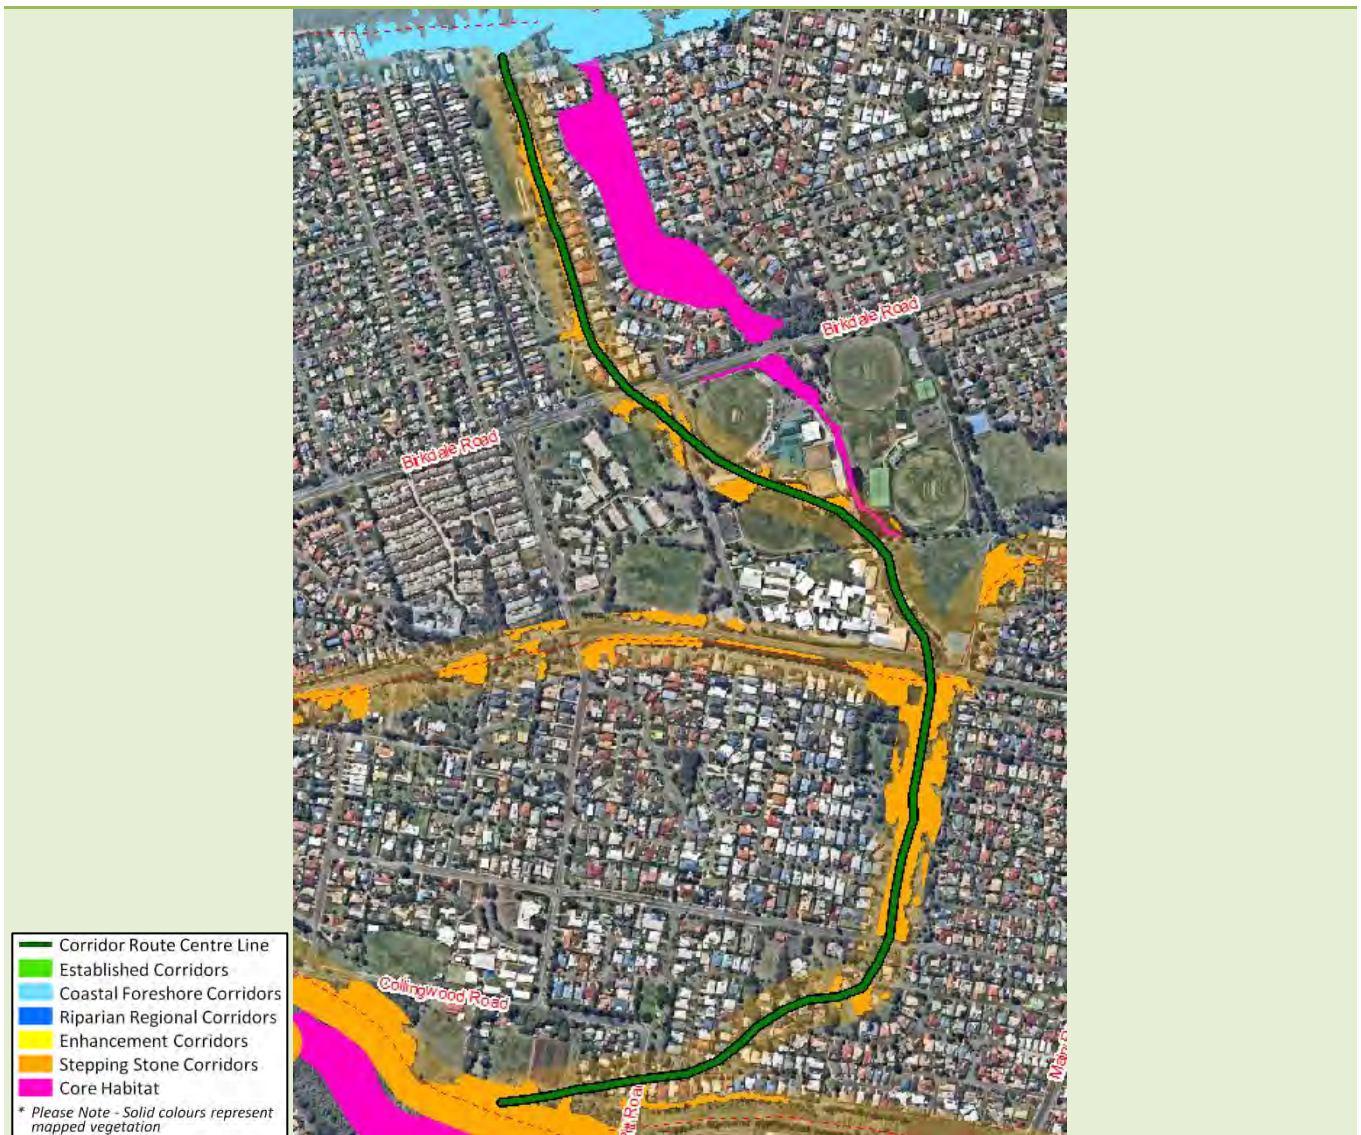 Birkdale Road
Birkdale Road
Collingwood Road
Road
Corridor Route Centre Line
Established Corridors
Coastal Foreshore Corridors
Riparian Regional Corridors
Enhancement Corridors
Stepping Stone Corridors
Core Habitat
* Please Note - Solid colours represent
mapped vegetation